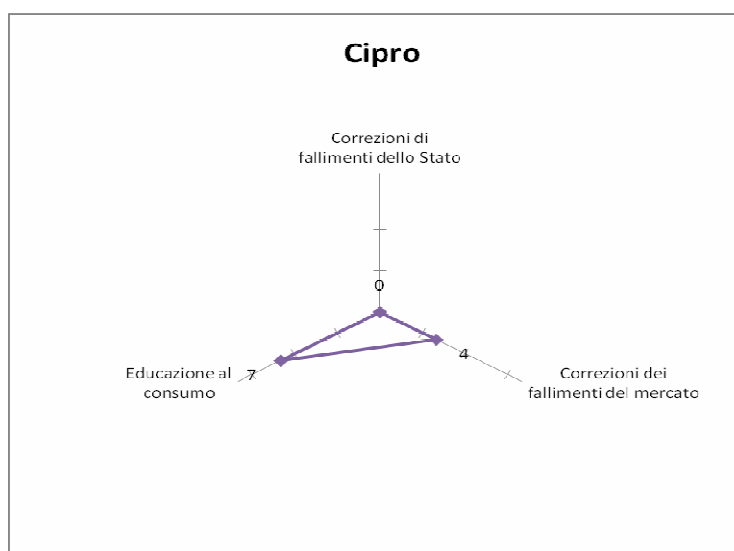 Cipro
Correzioni di
fallimenti dello Stato
0
4
7
Educazione al
consumo
Correzioni dei
fallimenti del mercato